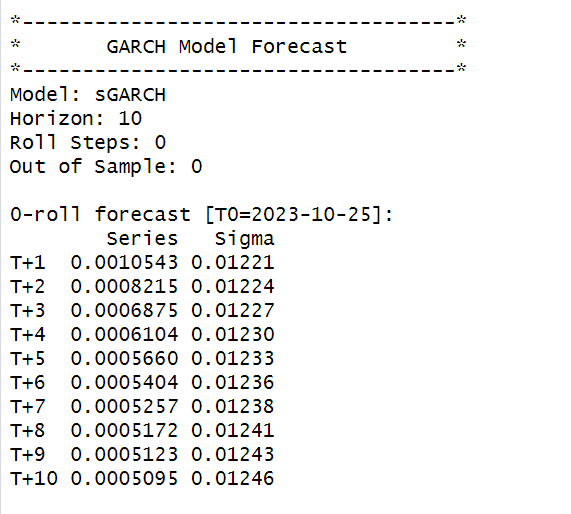 *------------------------------------*
*       GARCH Model Forecast         *
*------------------------------------*
Model: sGARCH
Horizon: 10
Roll Steps: 0
Out of Sample: 0

0-roll forecast [T0=2023-10-25]:
        Series   Sigma
T+1  0.0010543 0.01221
T+2  0.0008215 0.01224
T+3  0.0006875 0.01227
T+4  0.0006104 0.01230
T+5  0.0005660 0.01233
T+6  0.0005404 0.01236
T+7  0.0005257 0.01238
T+8  0.0005172 0.01241
T+9  0.0005123 0.01243
T+10 0.0005095 0.01246